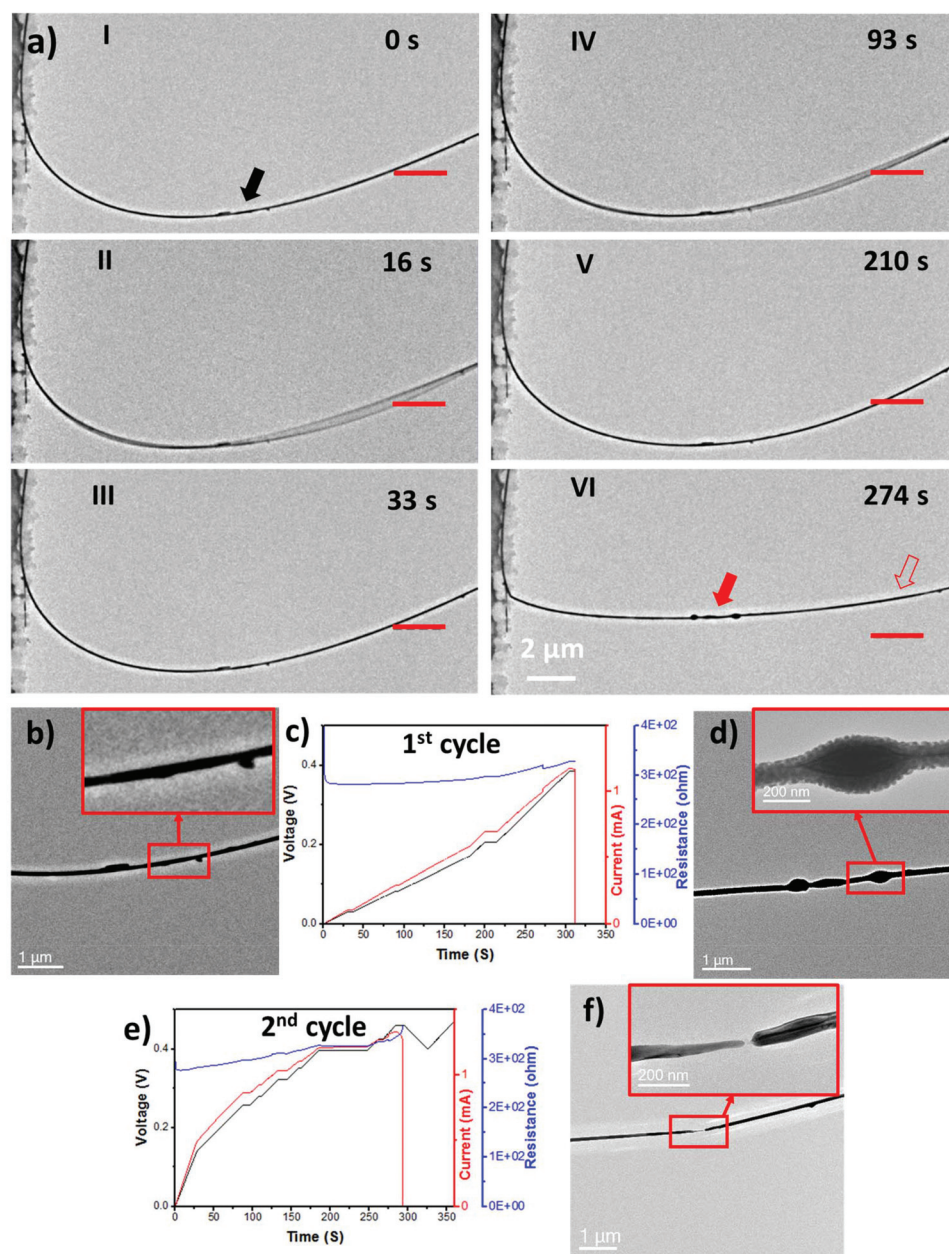 a)
I
0 s
II
16 s
III
33 s
IV
93 s
V
210 s
VI
274 s
2 μm
b)
1 μm
c)
1st cycle
0.4
0.2
0.0
Voltage (V)
0
50
100
150
200
250
300
350
Time (S)
1
0
Current (mA)
4E+02
3E+02
2E+02
1E+02
0E+00
Resistance (ohm)
d)
200 nm
1 μm
e)
2nd cycle
0.4
0.2
0.0
Voltage (V)
0
50
100
150
200
250
300
350
Time (S)
1
0
Current (mA)
4E+02
3E+02
2E+02
1E+02
0E+00
Resistance (ohm)
f)
200 nm
1 μm